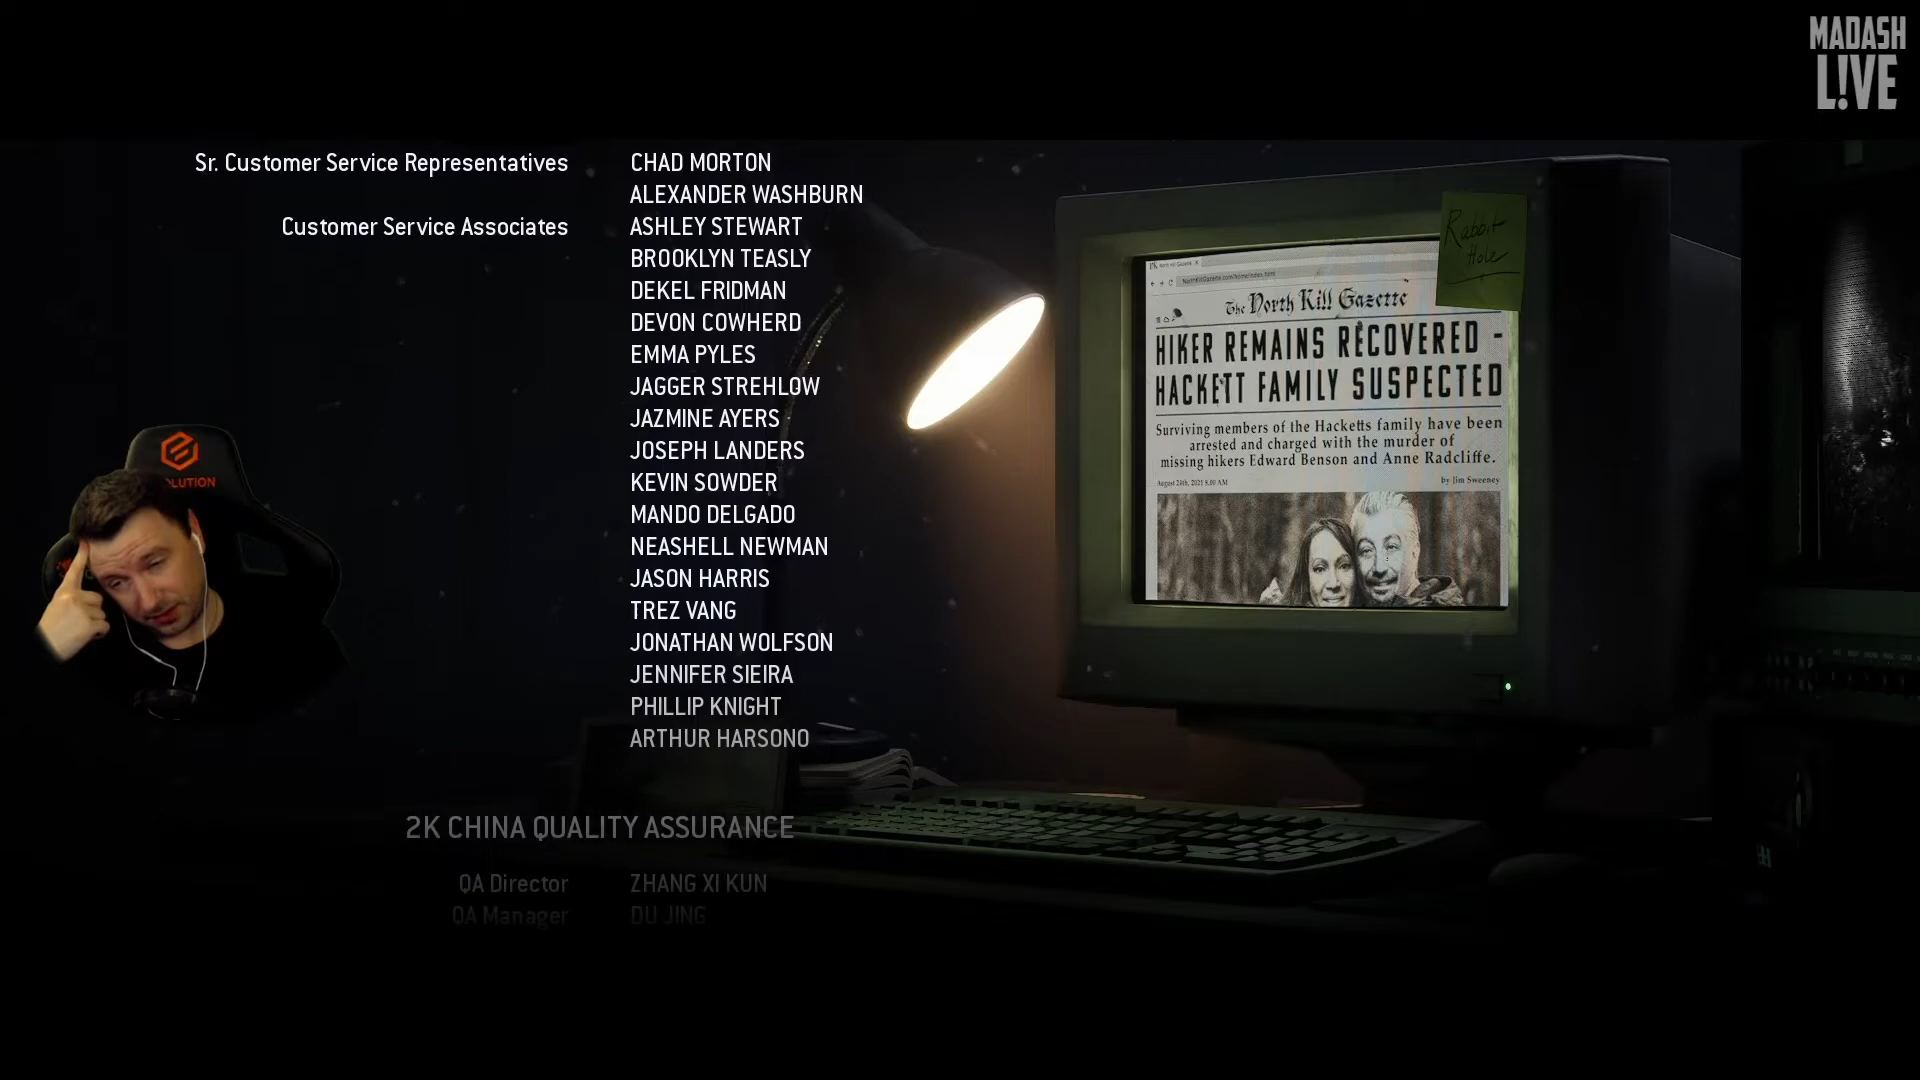 MADASH
L!VE
Sr. Customer Service Representatives CHAD MORTON
ALEXANDER WASHBURN
Customer Service Associates ASHLEY STEWART
BROOKLYN TEASLY
DEKEL FRIDMAN
DEVON COWHERD
EMMA PYLES
JAGGER STREHLOW
JAZMINE AYERS
JOSEPH LANDERS
KEVIN SOWDER
MANDO DELGADO
NEASHELL NEWMAN
JASON HARRIS
TREZ VANG
JONATHAN WOLFSON
JENNIFER SIEIRA
PHILLIP KNIGHT
ARTHUR HARSONO
2K CHINA QUALITY ASSURANCE
QA Director ZHANG XI KUN
QA Manager DU JING
Rabbit
Hole
The North Kill Gazette
HIKER REMAINS RECOVERED -
HACKETT FAMILY SUSPECTED
Surviving members of the Hacketts family have been
arrested and charged with the murder of
missing hikers Edward Benson and Anne Radcliffe.
by Jim Sweeney